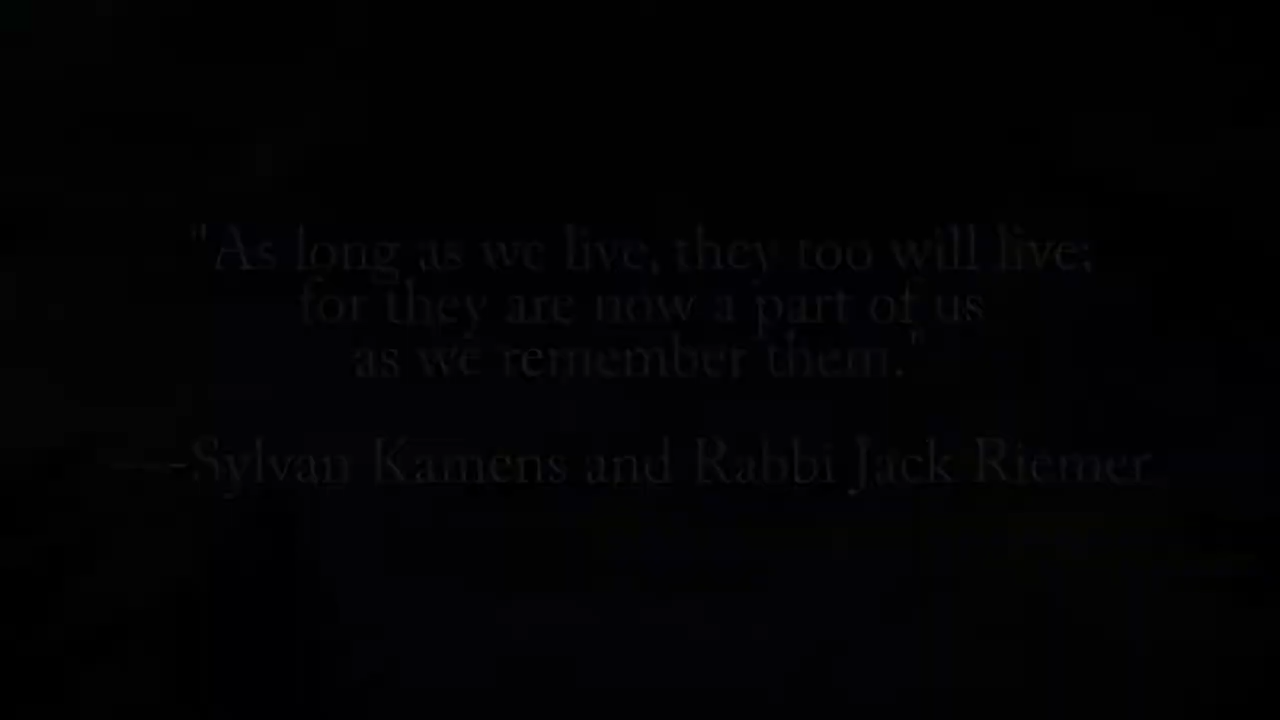 "As long as we live, they too will live;
for they are now a part of us
as we remember them."
---Sylvan Kamens and Rabbi Jack Riemer